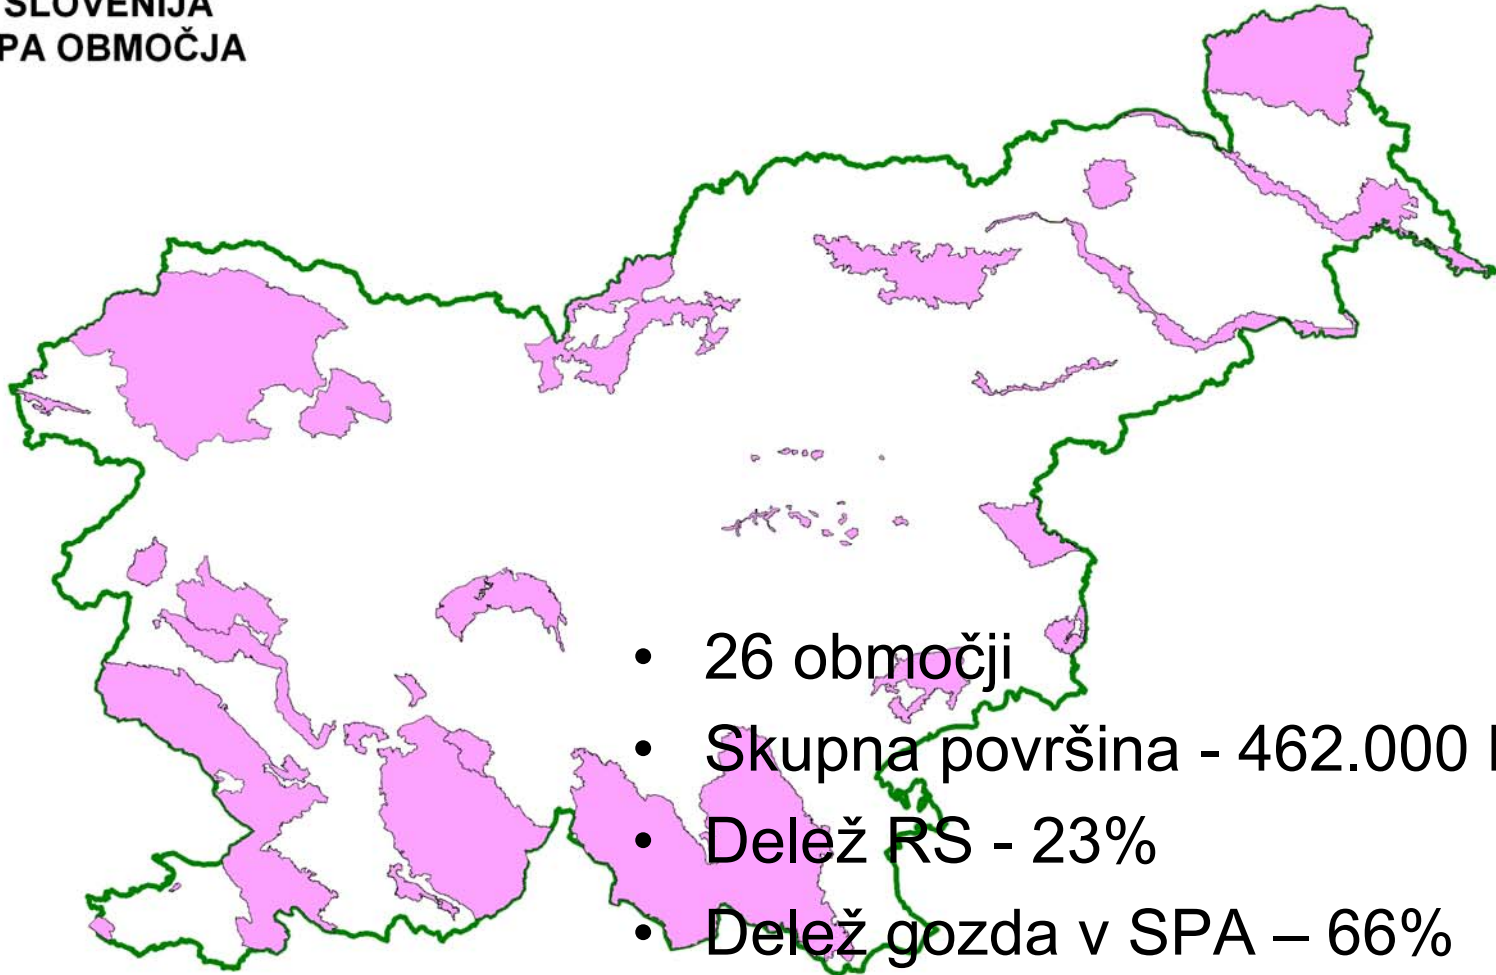 SLOVENIJA
PA OBMOČJA
• 26 območji
• Skupna površina - 462.000
• Delež RS - 23%
• Delež gozda v SPA – 66%